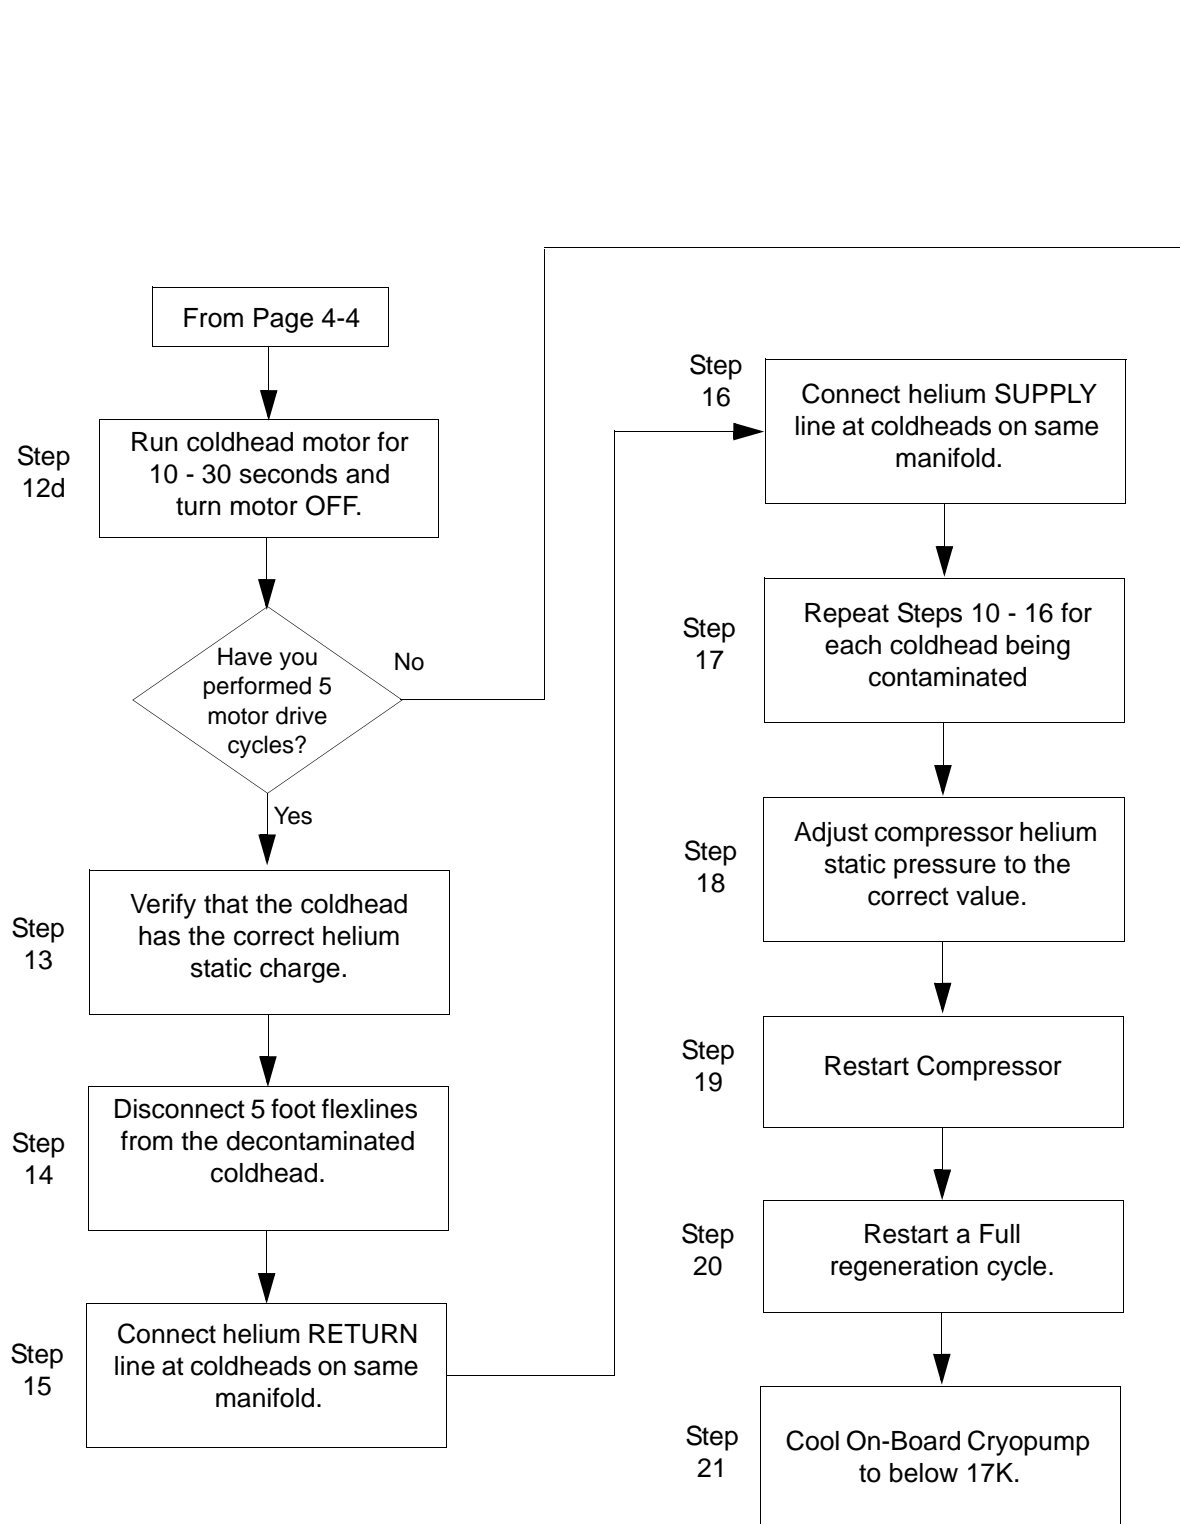 From Page 4-4
Step
12d
Run coldhead motor for
10 - 30 seconds and
turn motor OFF.
Have you
performed 5
motor drive
cycles?
No
Yes
Step
13
Verify that the coldhead
has the correct helium
static charge.
Step
14
Disconnect 5 foot flexlines
from the decontaminated
coldhead.
Step
15
Connect helium RETURN
line at coldheads on same
manifold.
Step
16
Connect helium SUPPLY
line at coldheads on same
manifold.
Step
17
Repeat Steps 10 - 16 for
each coldhead being
contaminated
Step
18
Adjust compressor helium
static pressure to the
correct value.
Step
19
Restart Compressor
Step
20
Restart a Full
regeneration cycle.
Step
21
Cool On-Board Cryopump
to below 17K.